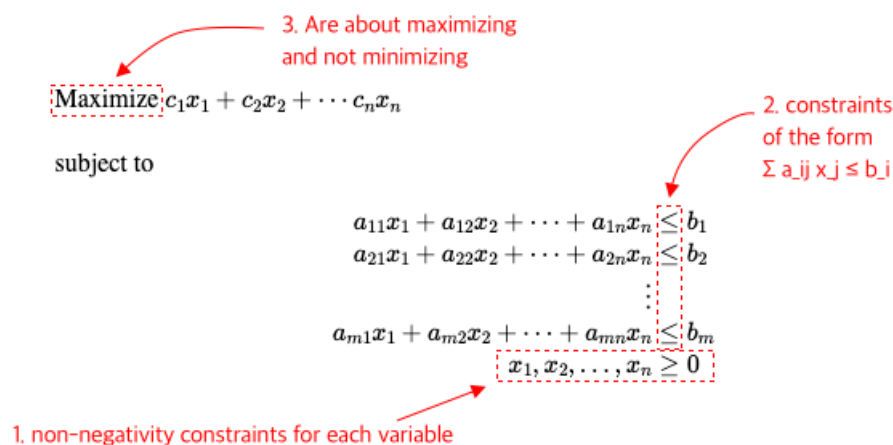 3. Are about maximizing
and not minimizing
Maximize c₁x₁ + c₂x₂ + ⋯ cₙxₙ
2. constraints
of the form
Σ a_ij x_j ≤ b_i
subject to
a₁₁x₁ + a₁₂x₂ + ⋯ + a₁ₙxₙ ≤ b₁
a₂₁x₁ + a₂₂x₂ + ⋯ + a₂ₙxₙ ≤ b₂
⋮
aₘ₁x₁ + aₘ₂x₂ + ⋯ + aₘₙxₙ ≤ bₘ
x₁, x₂, . . . , xₙ ≥ 0
1. non-negativity constraints for each variable